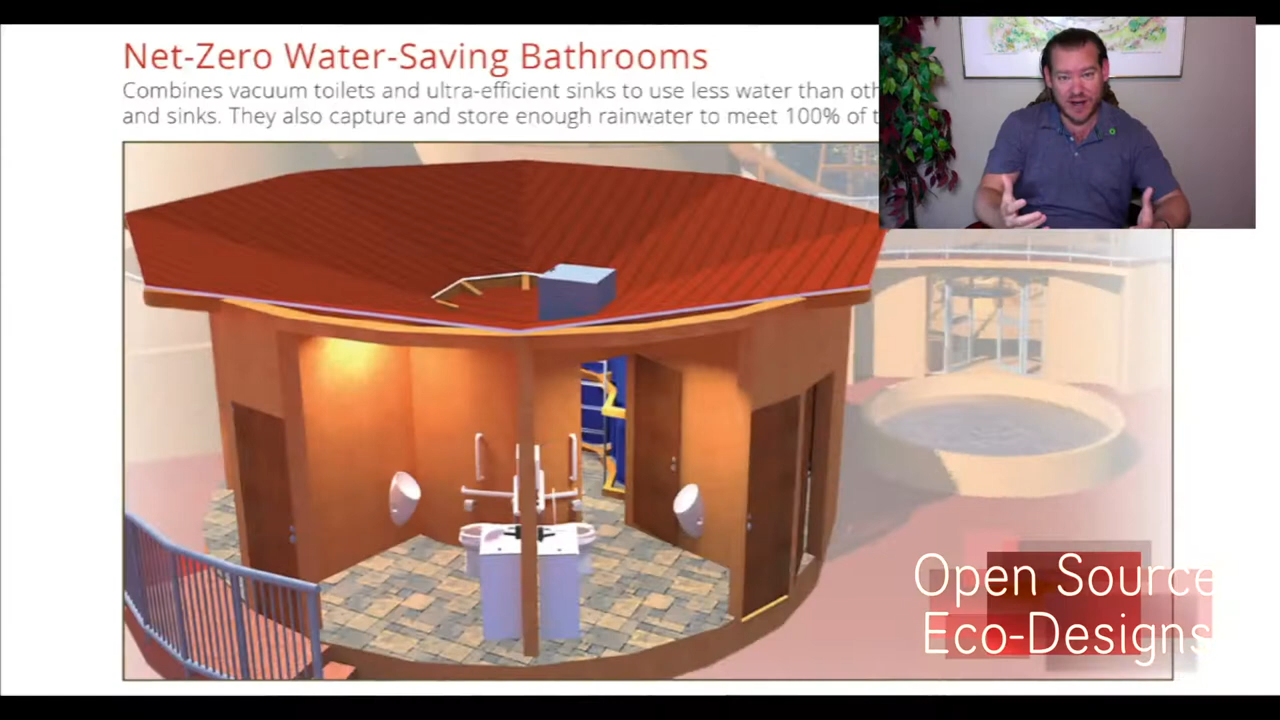 Net-Zero Water-Saving Bathrooms
Combines vacuum toilets and ultra-efficient sinks to use less water than
and sinks. They also capture and store enough rainwater to meet 100% of
Open Source
Eco-Designs